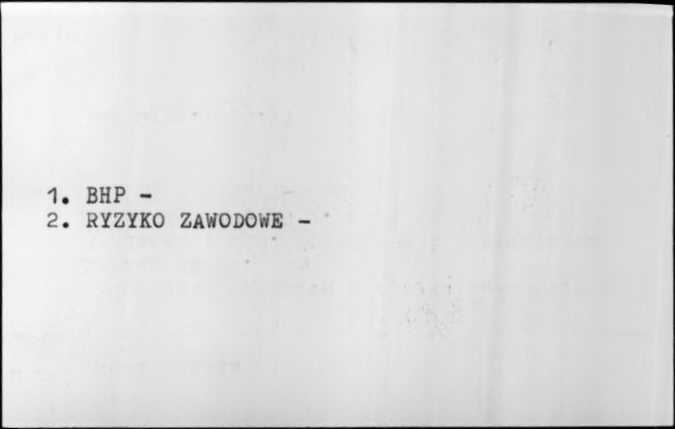 1. BHP -
2. RYZYKO ZAWODOWE -